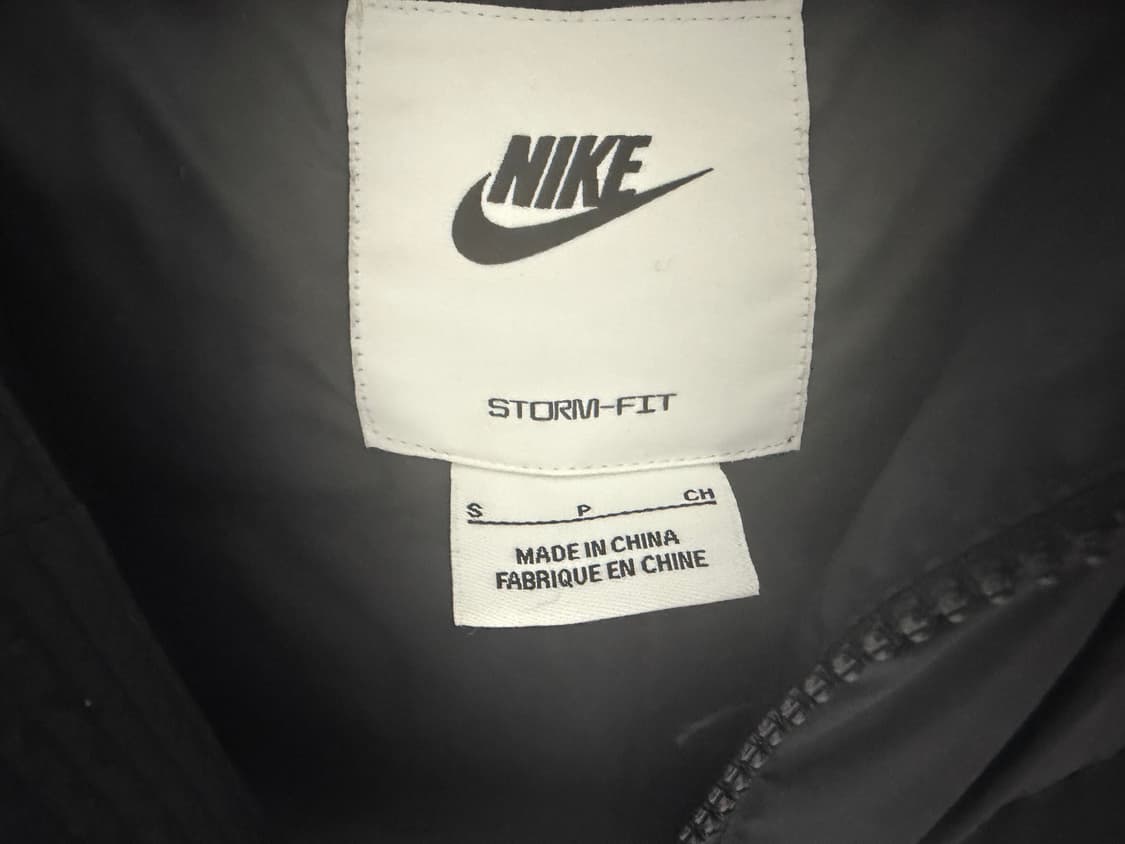 NIKE
STORM-FIT
S P CH
MADE IN CHINA
FABRIQUE EN CHINE